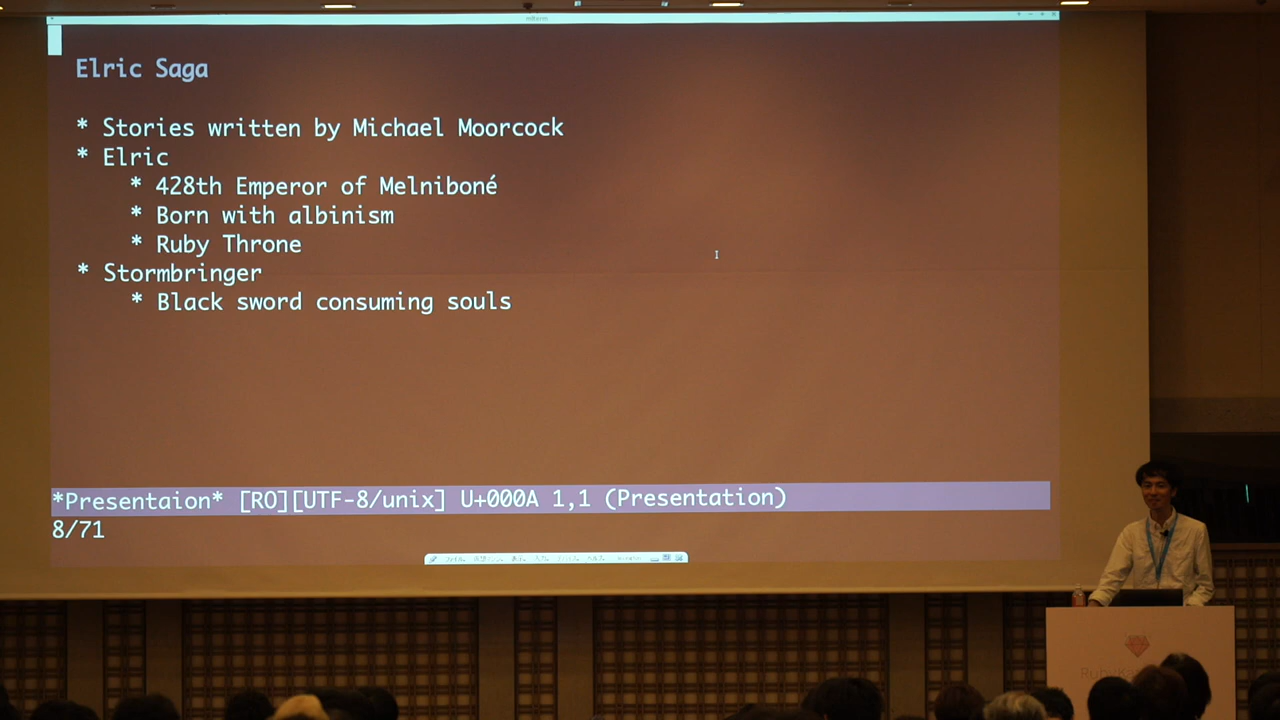 mlterm
Elric Saga
* Stories written by Michael Moorcock
* Elric
* 428th Emperor of Melniboné
* Born with albinism
* Ruby Throne
* Stormbringer
* Black sword consuming souls
*Presentaion* [RO][UTF-8/unix] U+000A 1,1 (Presentation)
8/71